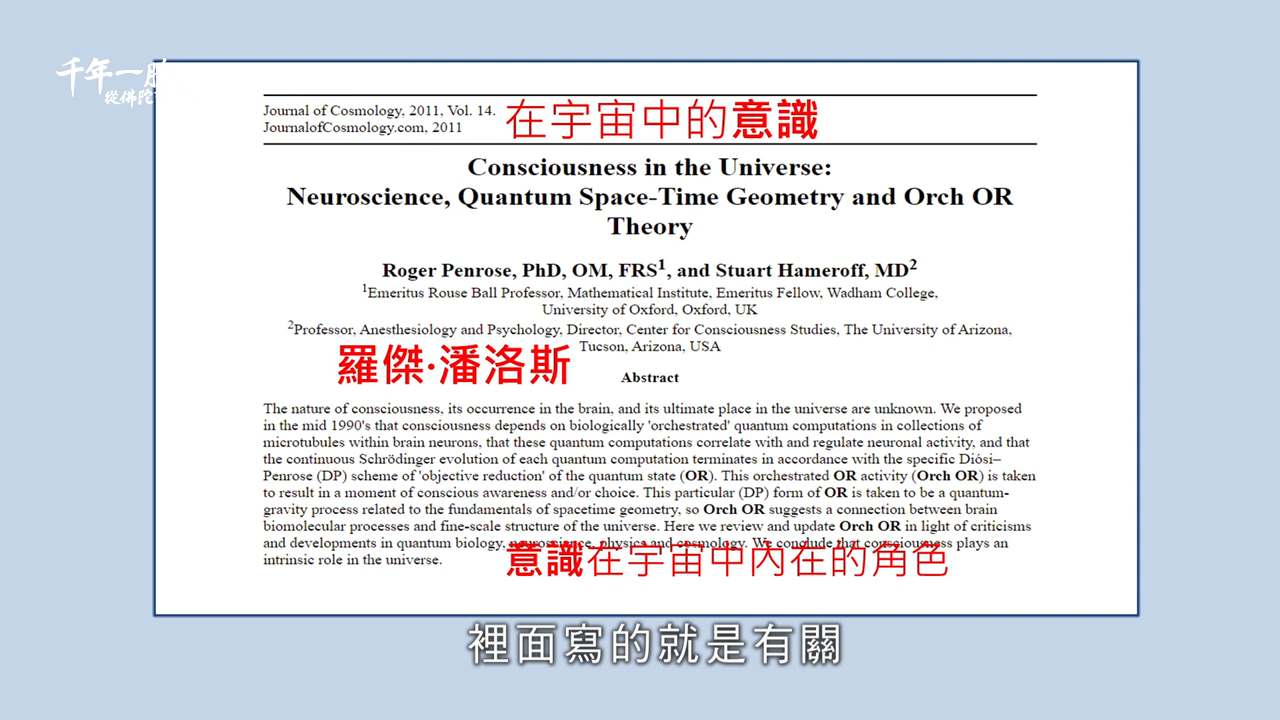 千年一脈
從佛陀
Journal of Cosmology, 2011, Vol. 14.
JournalofCosmology.com, 2011
在宇宙中的意識
Consciousness in the Universe:
Neuroscience, Quantum Space-Time Geometry and Orch OR
Theory
Roger Penrose, PhD, OM, FRS1, and Stuart Hameroff, MD2
1Emeritus Rouse Ball Professor, Mathematical Institute, Emeritus Fellow, Wadham College,
University of Oxford, Oxford, UK
2Professor, Anesthesiology and Psychology, Director, Center for Consciousness Studies, The University of Arizona,
Tucson, Arizona, USA
羅傑·潘洛斯
Abstract
The nature of consciousness, its occurrence in the brain, and its ultimate place in the universe are unknown. We proposed
in the mid 1990's that consciousness depends on biologically 'orchestrated' quantum computations in collections of
microtubules within brain neurons, that these quantum computations correlate with and regulate neuronal activity, and that
the continuous Schrödinger evolution of each quantum computation terminates in accordance with the specific Diósi–
Penrose (DP) scheme of 'objective reduction' of the quantum state (OR). This orchestrated OR activity (Orch OR) is taken
to result in a moment of conscious awareness and/or choice. This particular (DP) form of OR is taken to be a quantum-
gravity process related to the fundamentals of spacetime geometry, so Orch OR suggests a connection between brain
biomolecular processes and fine-scale structure of the universe. Here we review and update Orch OR in light of criticisms
and developments in quantum biology, neuroscience, physics and cosmology. We conclude that consciousness plays an
intrinsic role in the universe.
意識在宇宙中內在的角色
裡面寫的就是有關